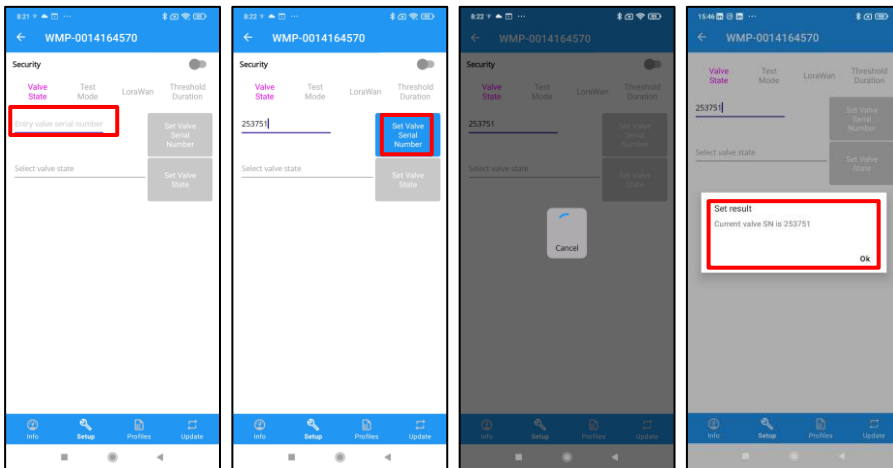 8:21
WMP-0014164570
Security
Valve State
Test Mode
LoraWan
Threshold Duration
Entry valve serial number
Set Valve Serial Number
Select valve state
Set Valve State
Info
Setup
Profiles
Update
8:22
WMP-0014164570
Security
Valve State
Test Mode
LoraWan
Threshold Duration
253751
Set Valve Serial Number
Select valve state
Set Valve State
Info
Setup
Profiles
Update
8:22
WMP-0014164570
Security
Valve State
Test Mode
LoraWan
Threshold Duration
253751
Set Valve Serial Number
Select valve state
Set Valve State
Cancel
Info
Setup
Profiles
Update
15:46
WMP-0014164570
Valve State
Test Mode
LoraWan
Threshold Duration
253751
Set Valve Serial Number
Select valve state
Set Valve State
Set result
Current valve SN is 253751
Ok
Info
Setup
Profiles
Update